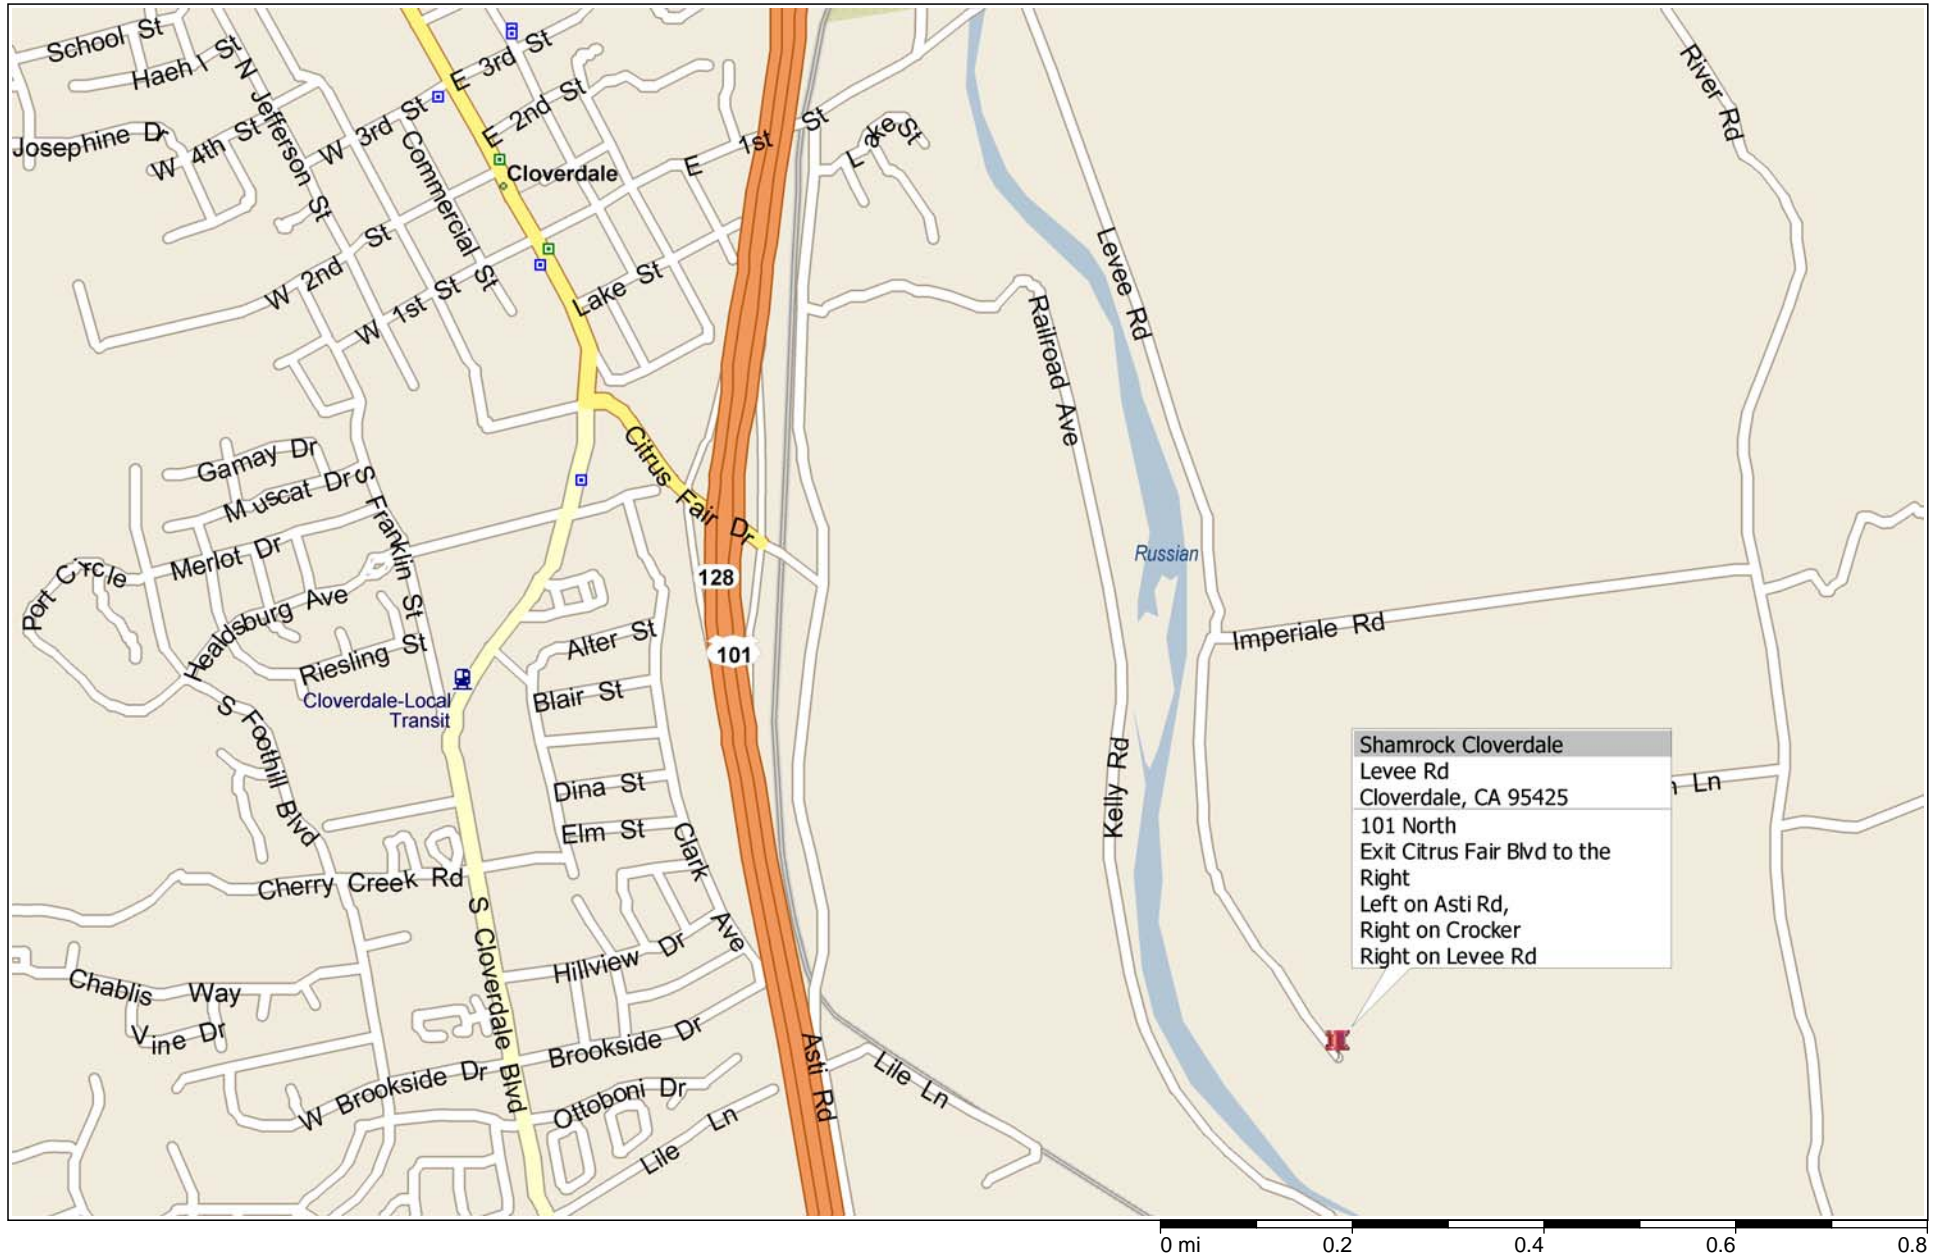 School St
Haehl St
N Jefferson St
E 3rd St
W 3rd St
E 2nd St
Josephine Dr
W 4th St
Commercial St
E 1st St
Lake St
Cloverdale
W 2nd St
W 1st St
Lake St
River Rd
Levee Rd
Railroad Ave
Citrus Fair Dr
Gamay Dr
Muscat Dr
S Franklin St
Merlot Dr
Port Circle
Healdsburg Ave
Riesling St
128
101
Russian
Imperiale Rd
Alter St
Blair St
Cloverdale-Local
Transit
S Foothill Blvd
Dina St
Elm St
Clark Ave
Kelly Rd
Shamrock Cloverdale
Levee Rd
Cloverdale, CA 95425
101 North
Exit Citrus Fair Blvd to the
Right
Left on Asti Rd,
Right on Crocker
Right on Levee Rd
Ln
Cherry Creek Rd
S Cloverdale Blvd
Hillview Dr
Chablis Way
Vine Dr
Brookside Dr
W Brookside Dr
Ottoboni Dr
Lile Ln
Asti Rd
Lile Ln
0 mi 0.2 0.4 0.6 0.8